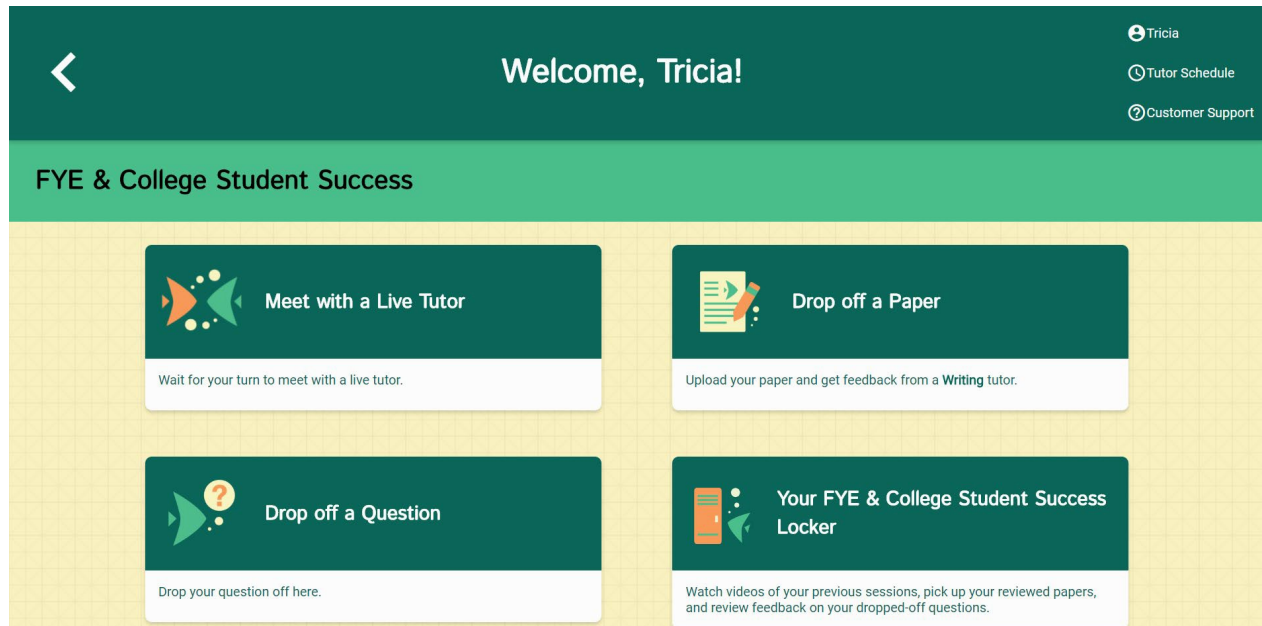 Welcome, Tricia!
Tricia
Tutor Schedule
Customer Support
FYE & College Student Success
Meet with a Live Tutor
Wait for your turn to meet with a live tutor.
Drop off a Paper
Upload your paper and get feedback from a Writing tutor.
?
Drop off a Question
Drop your question off here.
Your FYE & College Student Success
Locker
Watch videos of your previous sessions, pick up your reviewed papers,
and review feedback on your dropped-off questions.